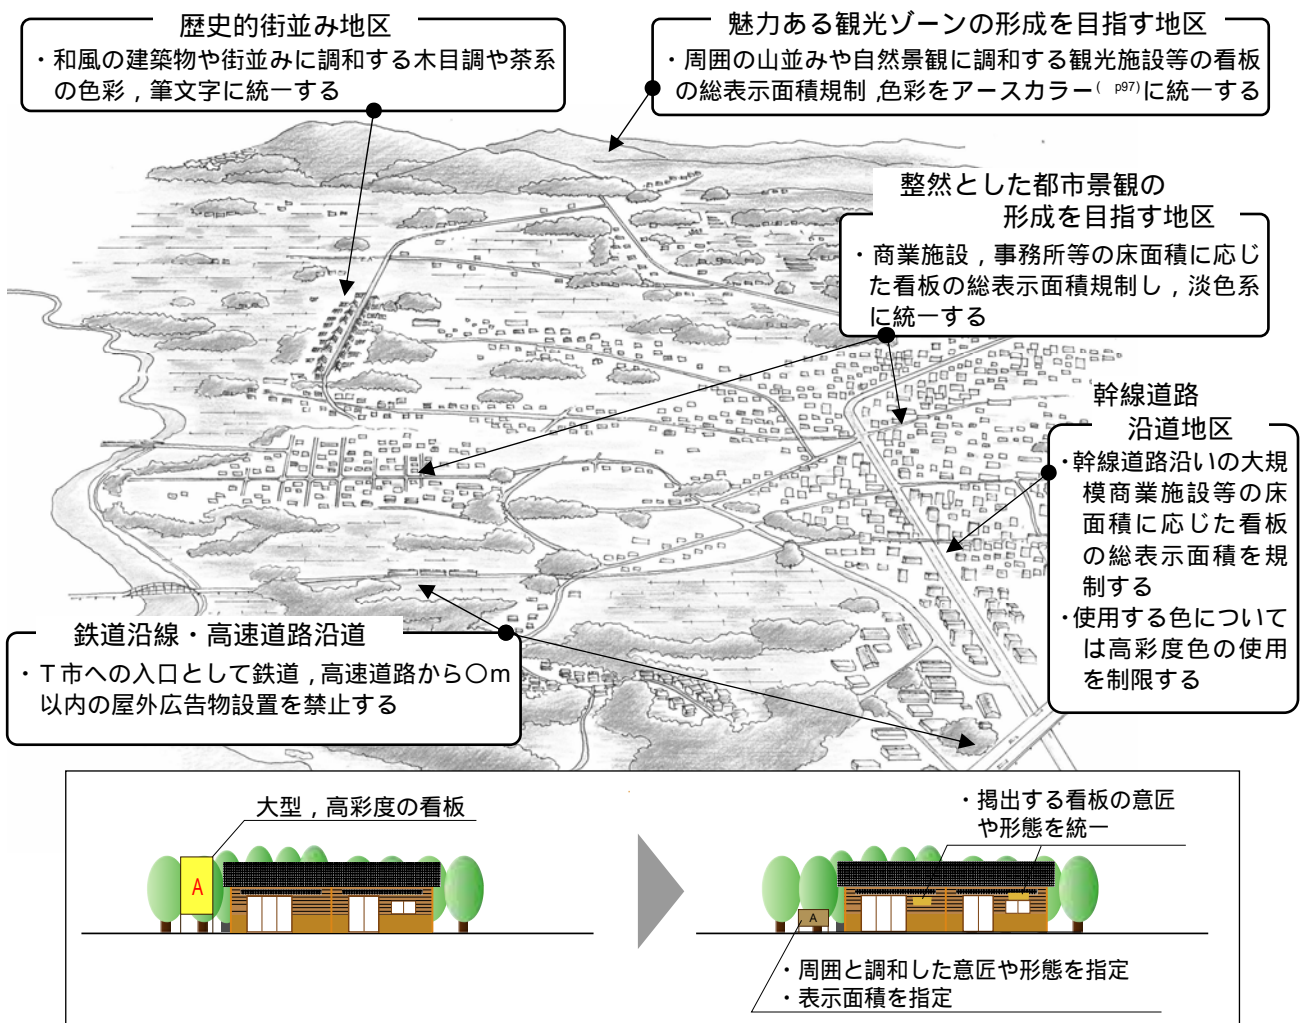 歴史的街並み地区
・和風の建築物や街並みに調和する木目調や茶系
の色彩，筆文字に統一する
魅力ある観光ゾーンの形成を目指す地区
・周囲の山並みや自然景観に調和する観光施設等の看板
の総表示面積規制，色彩をアースカラー( p97)に統一する
整然とした都市景観の
形成を目指す地区
・商業施設，事務所等の床面積に応じ
た看板の総表示面積規制し，淡色系
に統一する
幹線道路
沿道地区
・幹線道路沿いの大規
模商業施設等の床
面積に応じた看板
の総表示面積を規
制する
・使用する色について
は高彩度色の使用
を制限する
鉄道沿線・高速道路沿道
・Ｔ市への入口として鉄道，高速道路から〇ｍ
以内の屋外広告物設置を禁止する
大型，高彩度の看板
A
・掲出する看板の意匠
や形態を統一
A
・周囲と調和した意匠や形態を指定
・表示面積を指定